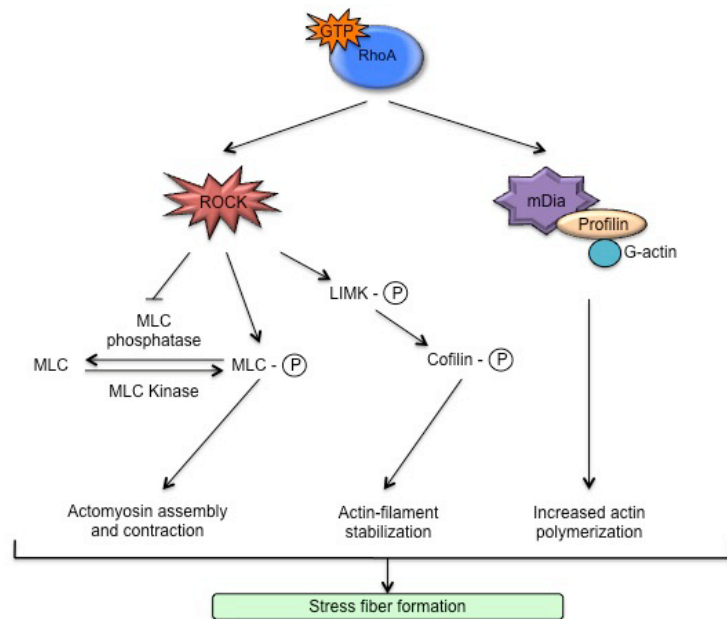 GTP
RhoA
ROCK
mDia
Profilin
G-actin
LIMK - P
MLC
phosphatase
MLC
MLC - P
Cofilin - P
MLC Kinase
Actomyosin assembly
and contraction
Actin-filament
stabilization
Increased actin
polymerization
Stress fiber formation